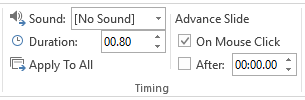 Sound: [No Sound] Advance Slide
Duration: 00.80 On Mouse Click
Apply To All After: 00:00.00
Timing